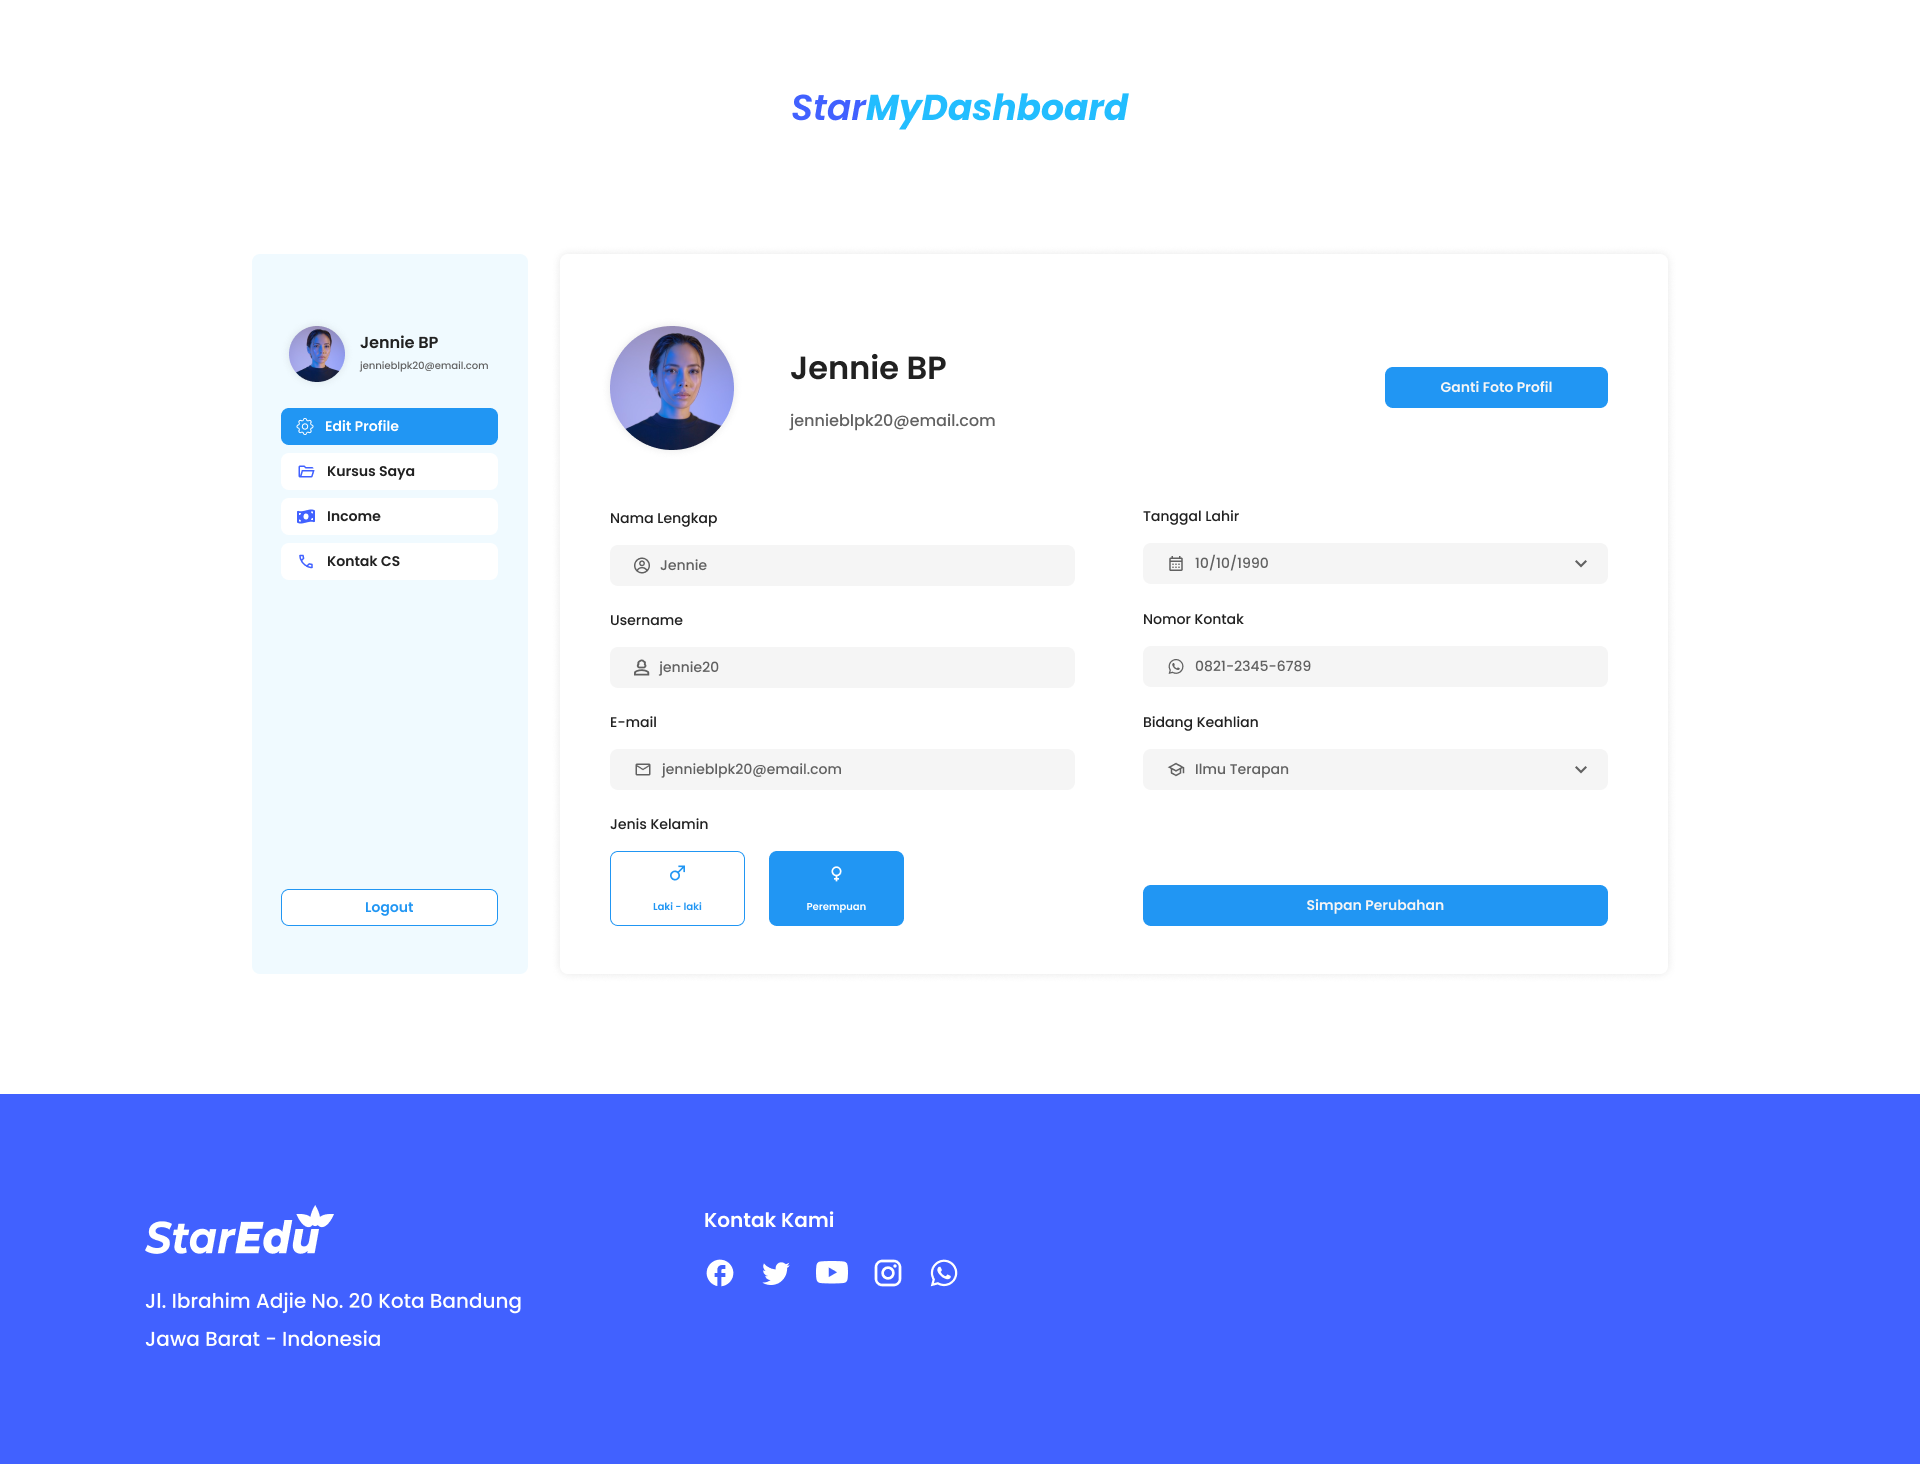 StarMyDashboard
Jennie BP
jennieblpk20@email.com
Edit Profile
Kursus Saya
Income
Kontak CS
Logout
Jennie BP
jennieblpk20@email.com
Ganti Foto Profil
Nama Lengkap
Jennie
Username
jennie20
E-mail
jennieblpk20@email.com
Jenis Kelamin
Laki - laki
Perempuan
Tanggal Lahir
10/10/1990
Nomor Kontak
0821-2345-6789
Bidang Keahlian
Ilmu Terapan
Simpan Perubahan
StarEdu
Jl. Ibrahim Adjie No. 20 Kota Bandung
Jawa Barat - Indonesia
Kontak Kami